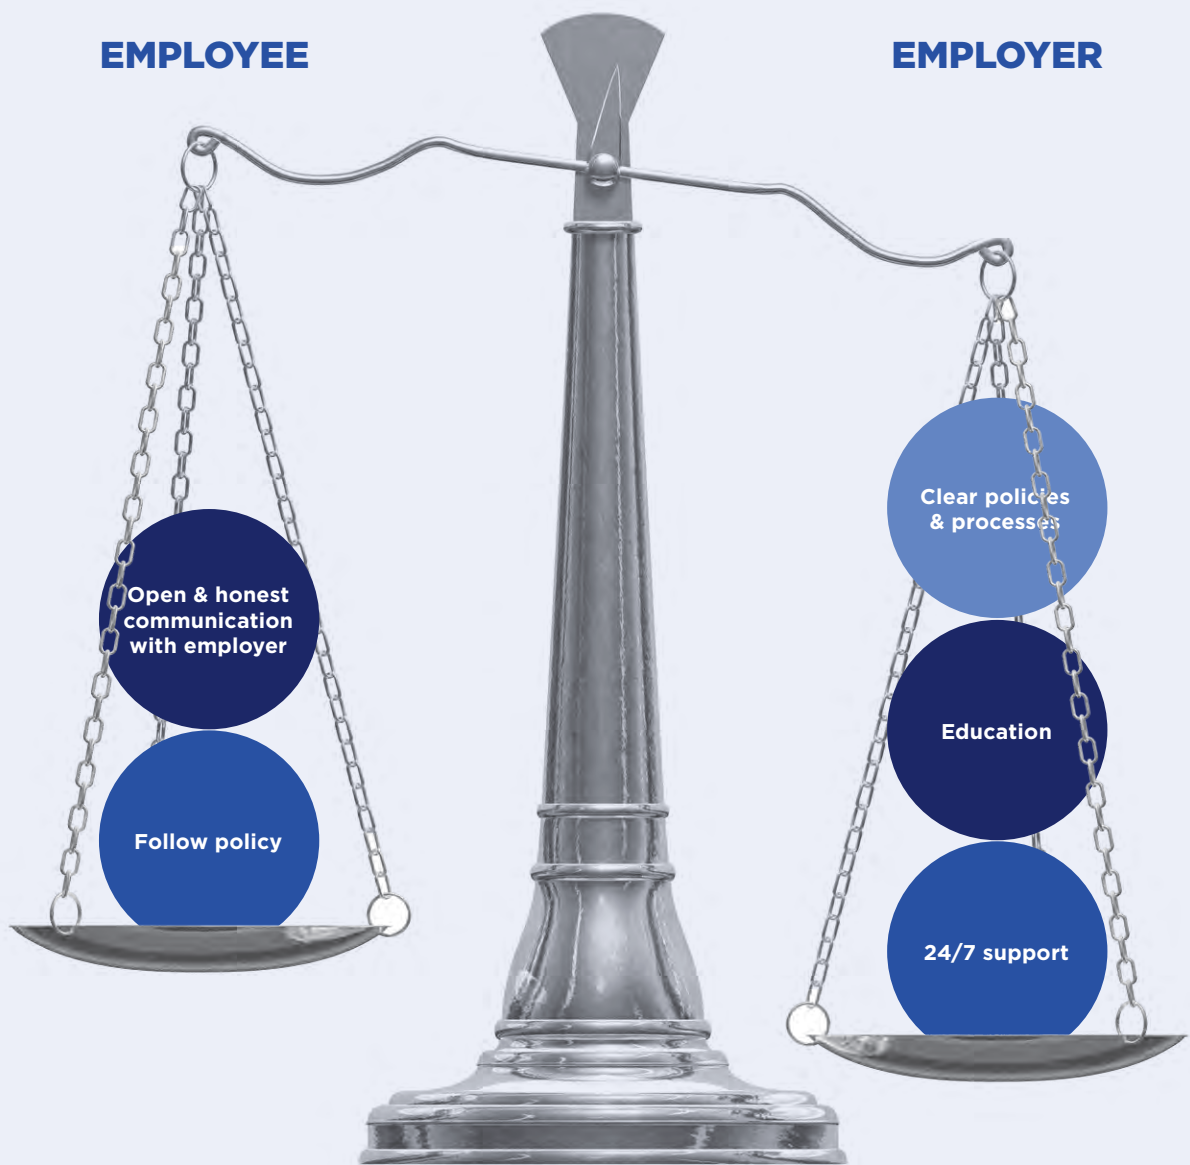 EMPLOYEE
EMPLOYER
Open & honest
communication
with employer
Follow policy
Clear policies
& processes
Education
24/7 support